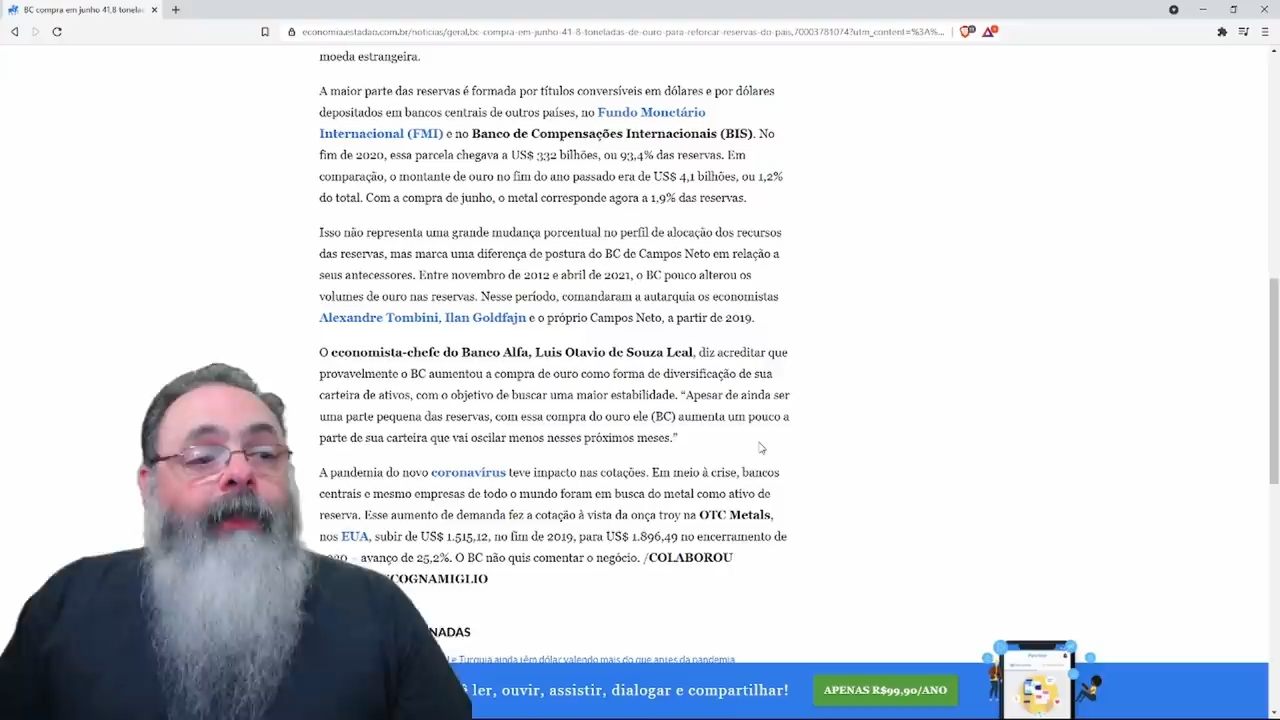 BC compra em junho 41,8 tonela
economia.estadao.com.br/noticias/geral,bc-compra-em-junho-41-8-toneladas-de-ouro-para-reforcar-reservas-do-pais,70003781074?utm_content=%3A%...
moeda estrangeira.
A maior parte das reservas é formada por títulos conversíveis em dólares e por dólares
depositados em bancos centrais de outros países, no Fundo Monetário
Internacional (FMI) e no Banco de Compensações Internacionais (BIS). No
fim de 2020, essa parcela chegava a US$ 332 bilhões, ou 93,4% das reservas. Em
comparação, o montante de ouro no fim do ano passado era de US$ 4,1 bilhões, ou 1,2%
do total. Com a compra de junho, o metal corresponde agora a 1,9% das reservas.
Isso não representa uma grande mudança porcentual no perfil de alocação dos recursos
das reservas, mas marca uma diferença de postura do BC de Campos Neto em relação a
seus antecessores. Entre novembro de 2012 e abril de 2021, o BC pouco alterou os
volumes de ouro nas reservas. Nesse período, comandaram a autarquia os economistas
Alexandre Tombini, Ilan Goldfajn e o próprio Campos Neto, a partir de 2019.
O economista-chefe do Banco Alfa, Luis Otavio de Souza Leal, diz acreditar que
provavelmente o BC aumentou a compra de ouro como forma de diversificação de sua
carteira de ativos, com o objetivo de buscar uma maior estabilidade. “Apesar de ainda ser
uma parte pequena das reservas, com essa compra do ouro ele (BC) aumenta um pouco a
parte de sua carteira que vai oscilar menos nesses próximos meses.”
A pandemia do novo coronavírus teve impacto nas cotações. Em meio à crise, bancos
centrais e mesmo empresas de todo o mundo foram em busca do metal como ativo de
reserva. Esse aumento de demanda fez a cotação à vista da onça troy na OTC Metals,
nos EUA, subir de US$ 1.515,12, no fim de 2019, para US$ 1.896,49 no encerramento de
– avanço de 25,2%. O BC não quis comentar o negócio. /COLABOROU
COGNAMIGLIO
NADAS
l e Turquia ainda têm dólar valendo mais do que antes da pandemia
ler, ouvir, assistir, dialogar e compartilhar!
APENAS R$99,90/ANO